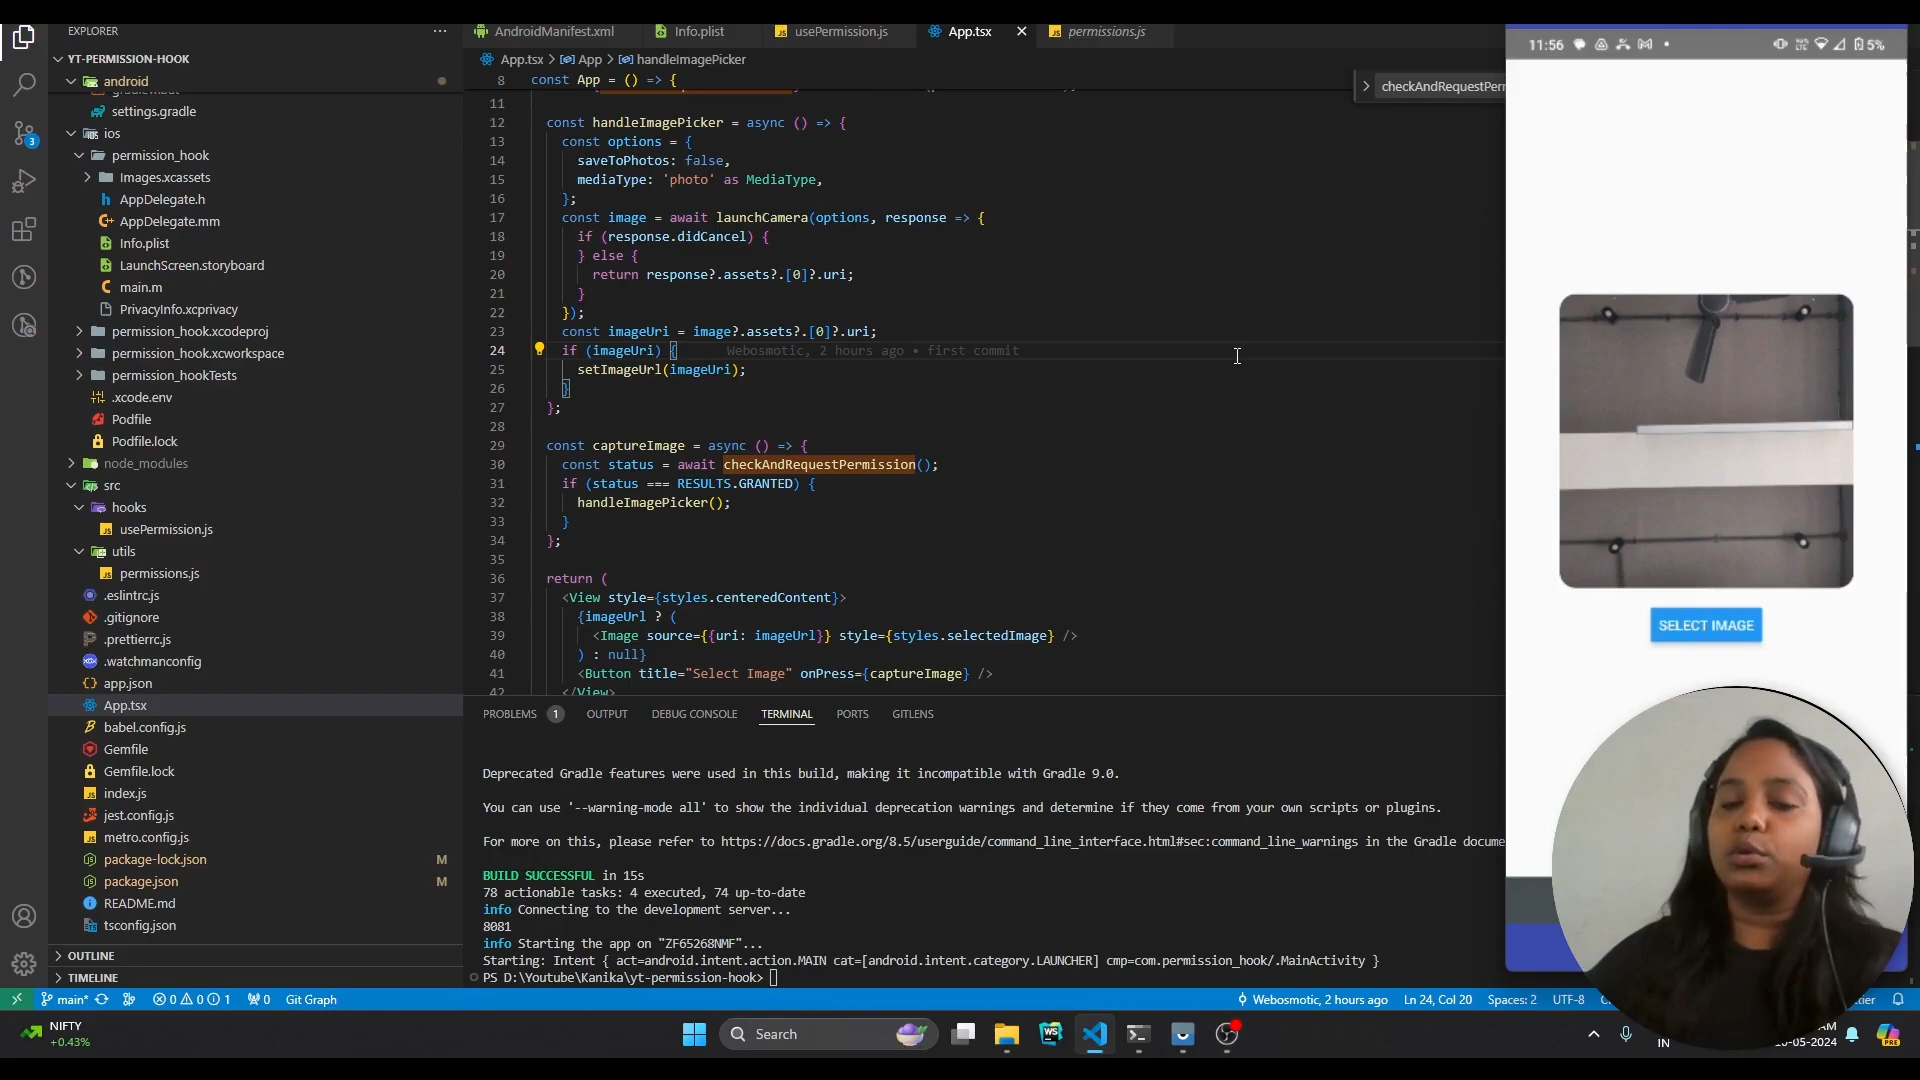 EXPLORER
YT-PERMISSION-HOOK
android
settings.gradle
ios
permission_hook
Images.xcassets
AppDelegate.h
AppDelegate.mm
Info.plist
LaunchScreen.storyboard
main.m
PrivacyInfo.xcprivacy
permission_hook.xcodeproj
permission_hook.xcworkspace
permission_hookTests
.xcode.env
Podfile
Podfile.lock
node_modules
src
hooks
usePermission.js
utils
permissions.js
.eslintrc.js
.gitignore
.prettierrc.js
.watchmanconfig
app.json
App.tsx
babel.config.js
Gemfile
Gemfile.lock
index.js
jest.config.js
metro.config.js
package-lock.json M
package.json M
README.md
tsconfig.json
OUTLINE
TIMELINE
3
AndroidManifest.xml Info.plist usePermission.js App.tsx permissions.js
App.tsx > App > handleImagePicker
8 const App = () => {
checkAndRequestPerm
11
12 const handleImagePicker = async () => {
13 const options = {
14 saveToPhotos: false,
15 mediaType: 'photo' as MediaType,
16 };
17 const image = await launchCamera(options, response => {
18 if (response.didCancel) {
19 } else {
20 return response?.assets?.[0]?.uri;
21 }
22 });
23 const imageUri = image?.assets?.[0]?.uri;
24 if (imageUri) { Webosmotic, 2 hours ago • first commit
25 setImageUrl(imageUri);
26 }
27 };
28
29 const captureImage = async () => {
30 const status = await checkAndRequestPermission();
31 if (status === RESULTS.GRANTED) {
32 handleImagePicker();
33 }
34 };
35
36 return (
37 <View style={styles.centeredContent}>
38 {imageUrl ? (
39 <Image source={{uri: imageUrl}} style={styles.selectedImage} />
40 ) : null}
41 <Button title="Select Image" onPress={captureImage} />
42 </View>
PROBLEMS 1 OUTPUT DEBUG CONSOLE TERMINAL PORTS GITLENS
Deprecated Gradle features were used in this build, making it incompatible with Gradle 9.0.
You can use '--warning-mode all' to show the individual deprecation warnings and determine if they come from your own scripts or plugins.
For more on this, please refer to https://docs.gradle.org/8.5/userguide/command_line_interface.html#sec:command_line_warnings in the Gradle docume
BUILD SUCCESSFUL in 15s
78 actionable tasks: 4 executed, 74 up-to-date
info Connecting to the development server...
8081
info Starting the app on "ZF65268NMF"...
Starting: Intent { act=android.intent.action.MAIN cat=[android.intent.category.LAUNCHER] cmp=com.permission_hook/.MainActivity }
PS D:\Youtube\Kanika\yt-permission-hook>
11:56 5%
SELECT IMAGE
main* 0 0 1 0 Git Graph Webosmotic, 2 hours ago Ln 24, Col 20 Spaces: 2 UTF-8
NIFTY
+0.43%
Search
IN